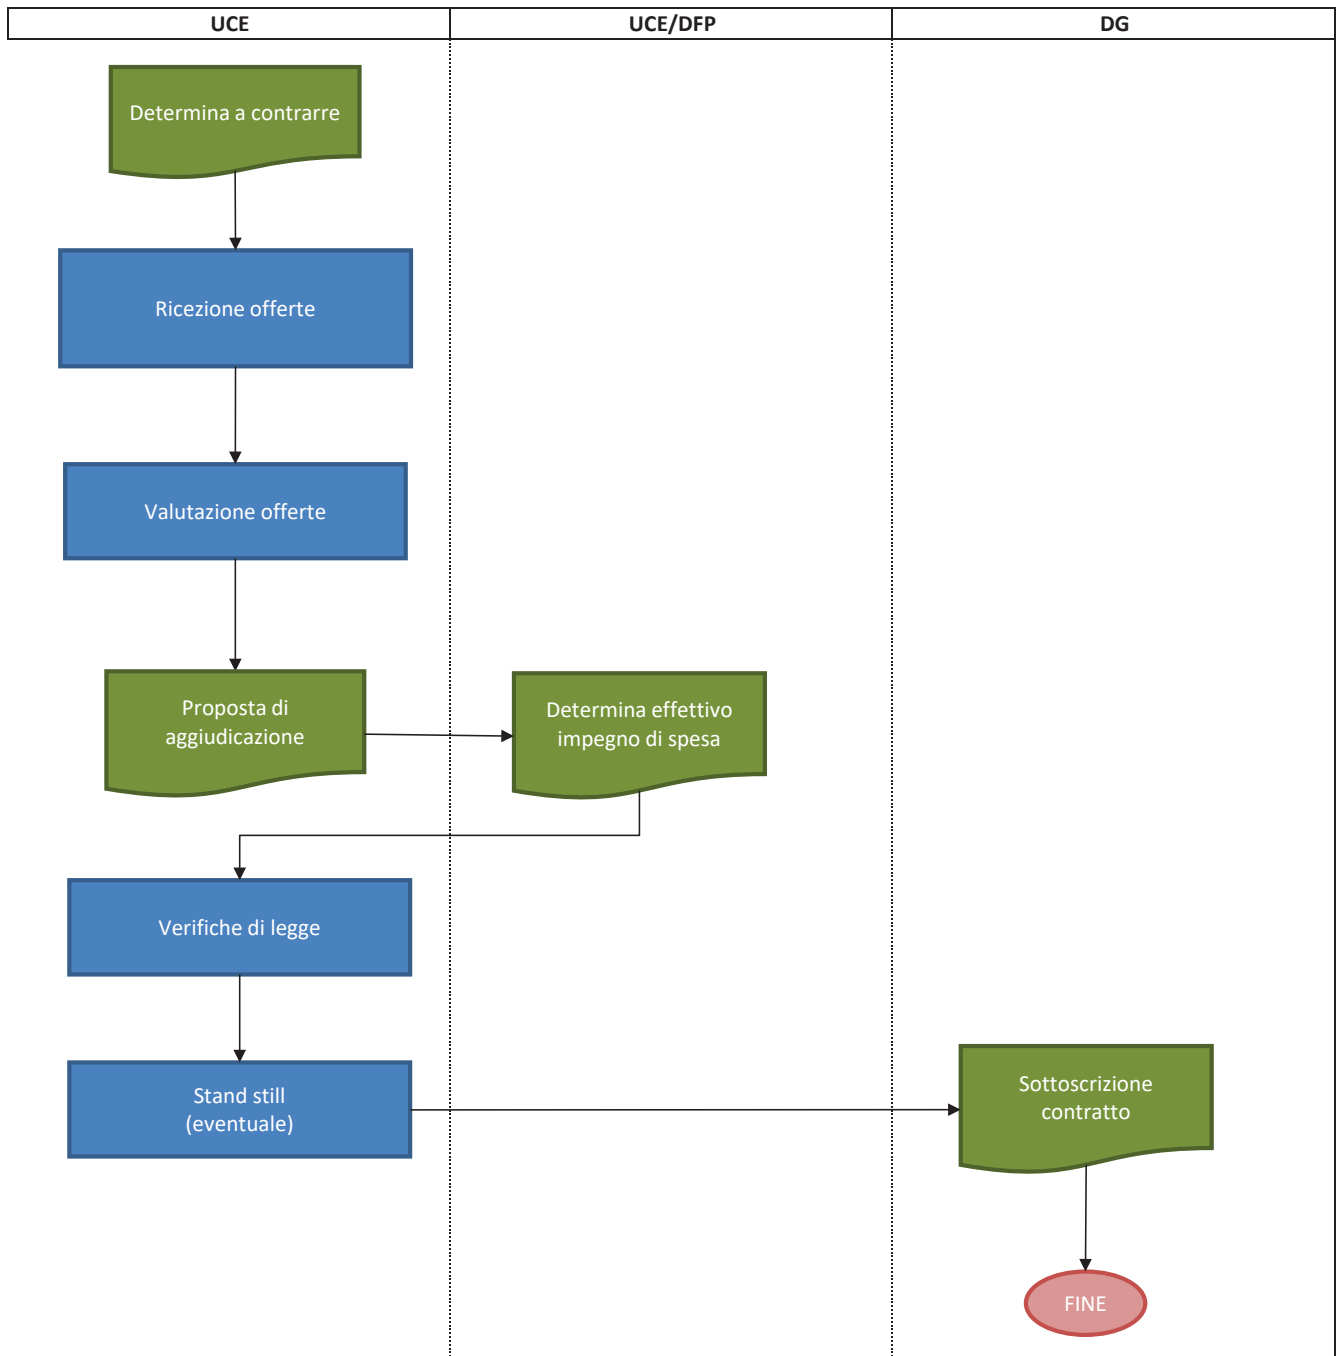 UCE
UCE/DFP
DG
Determina a contrarre
Ricezione offerte
Valutazione offerte
Proposta di
aggiudicazione
Determina effettivo
impegno di spesa
Verifiche di legge
Stand still
(eventuale)
Sottoscrizione
contratto
FINE